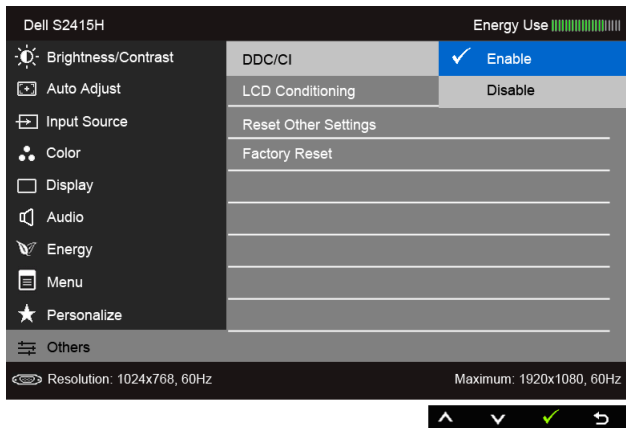 Dell S2415H
Energy Use
Brightness/Contrast
DDC/CI
Enable
Auto Adjust
LCD Conditioning
Disable
Input Source
Reset Other Settings
Color
Factory Reset
Display
Audio
Energy
Menu
Personalize
Others
Resolution: 1024x768, 60Hz
Maximum: 1920x1080, 60Hz